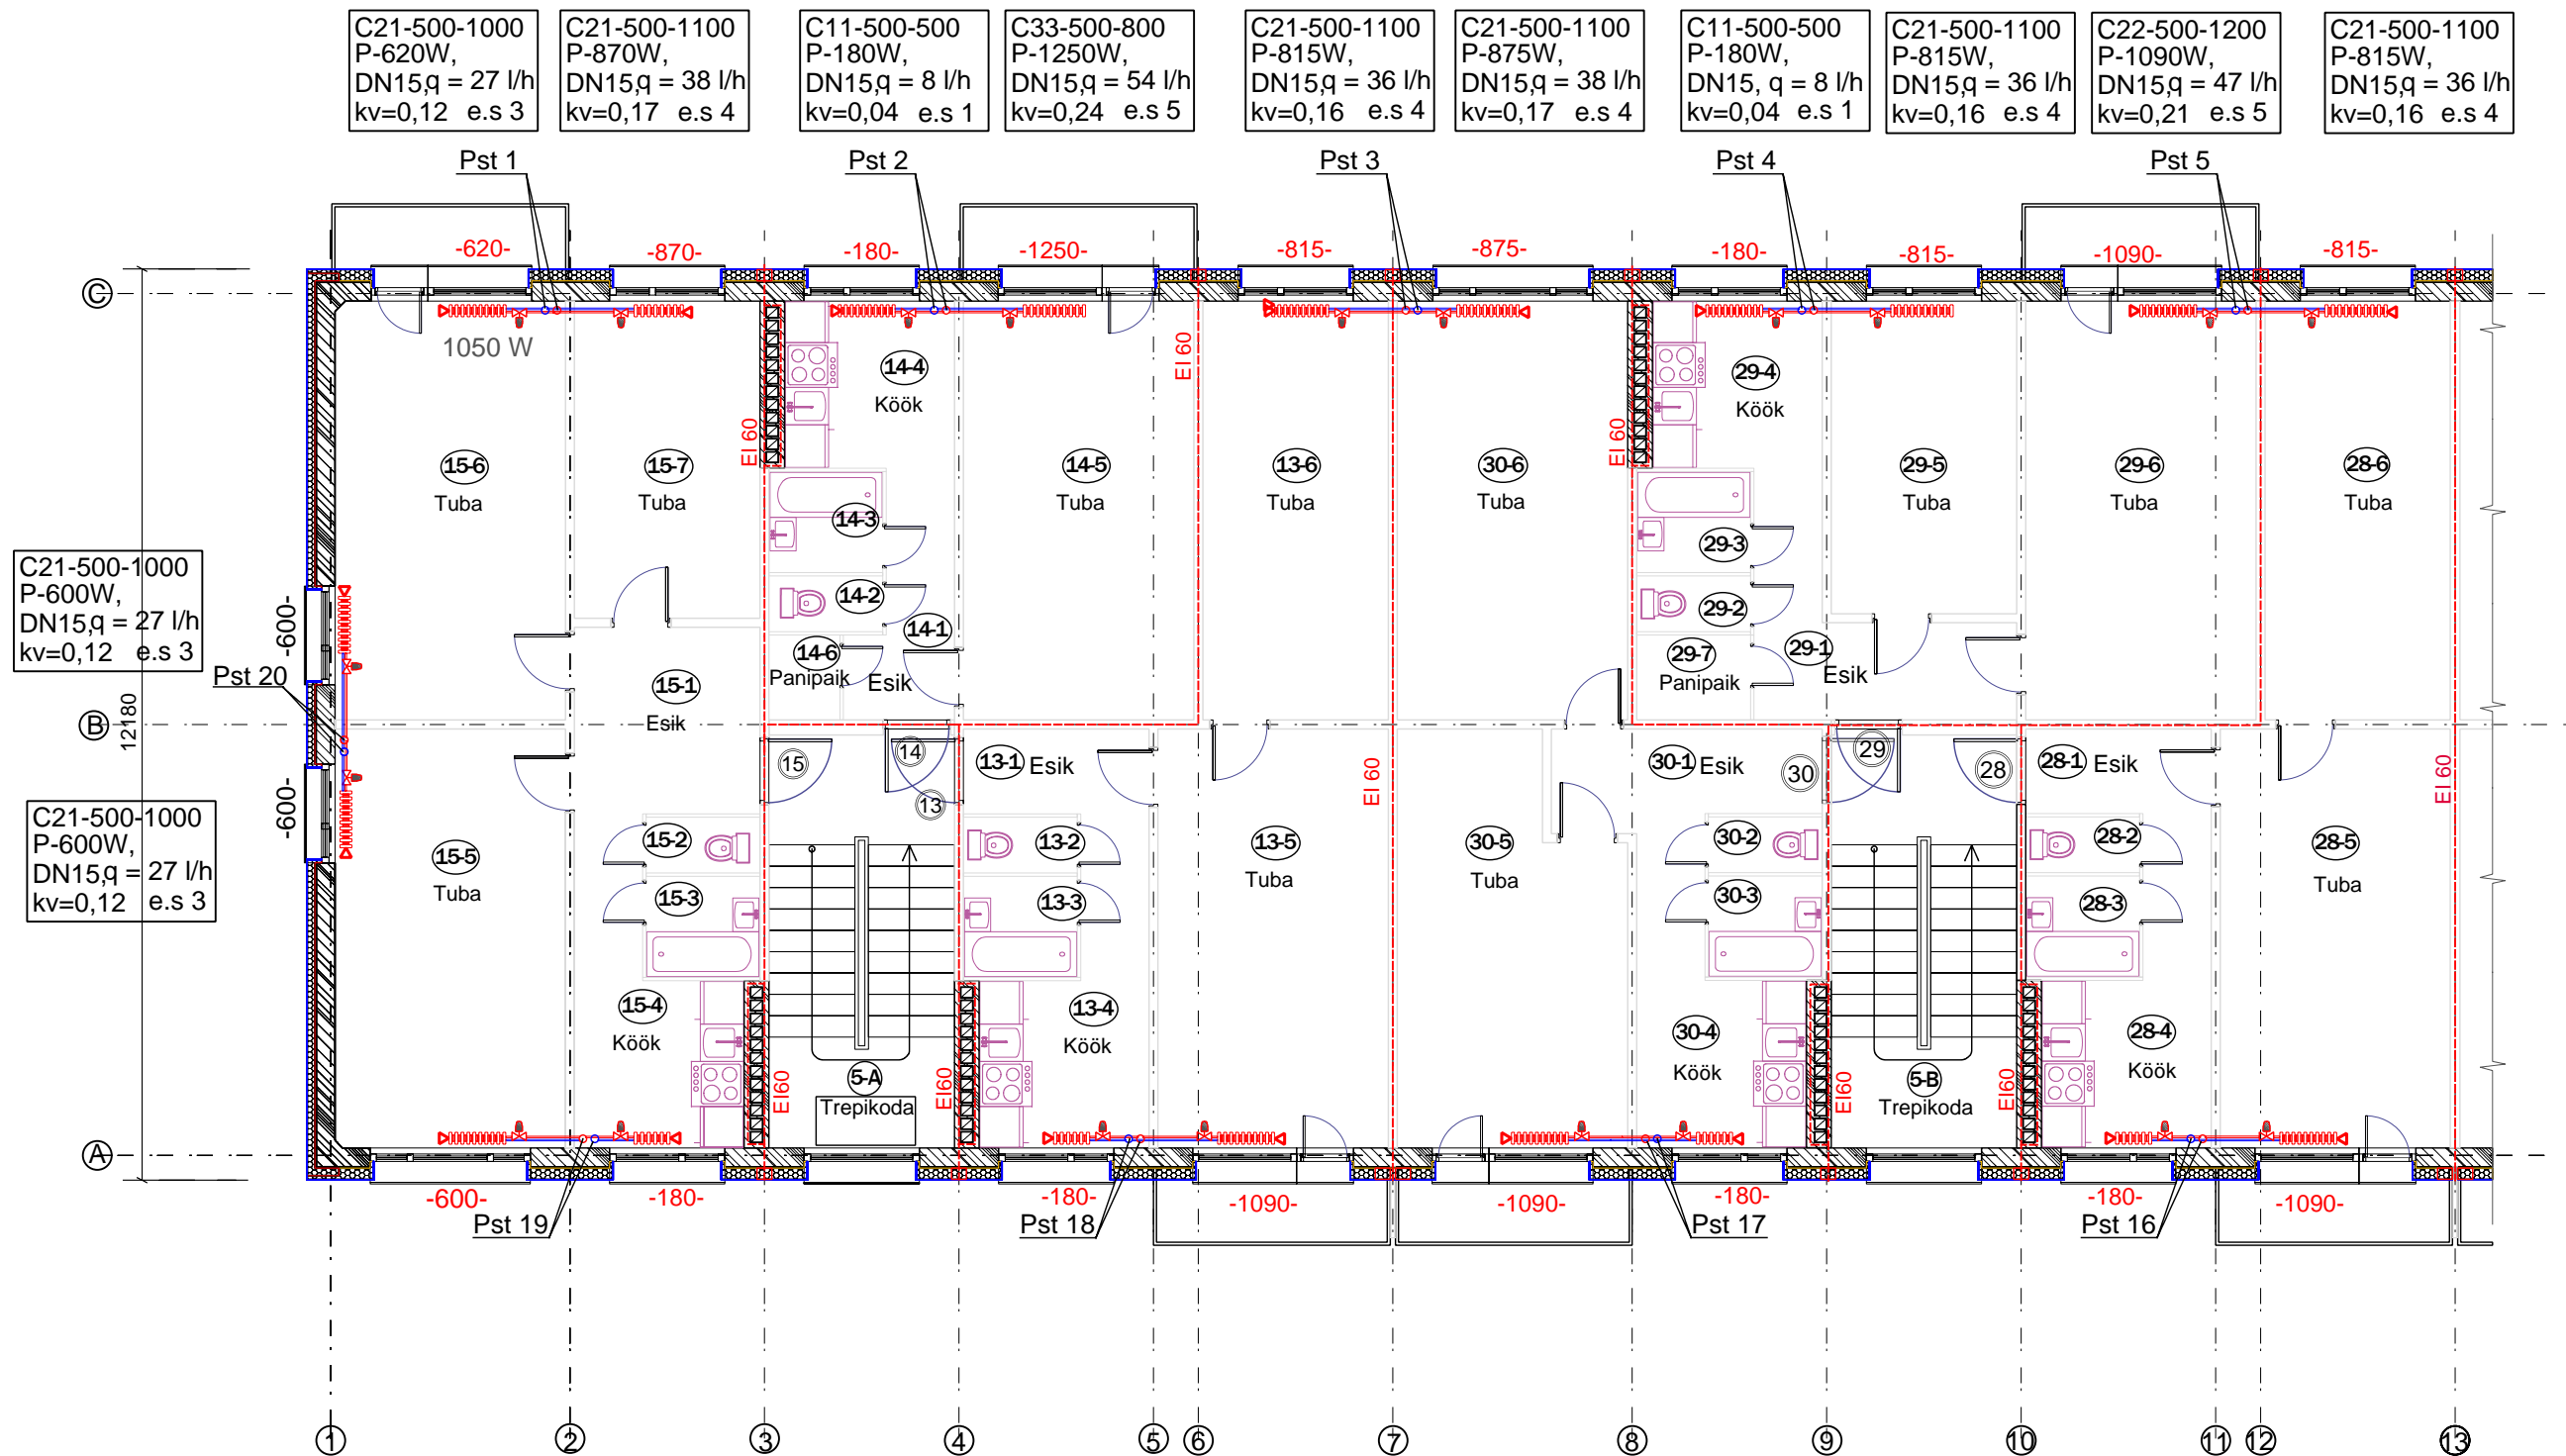 C21-500-1000
P-620W,
DN15,q = 27 l/h
kv=0,12 e.s 3
C21-500-1100
P-870W,
DN15,q = 38 l/h
kv=0,17 e.s 4
C11-500-500
P-180W,
DN15,q = 8 l/h
kv=0,04 e.s 1
C33-500-800
P-1250W,
DN15,q = 54 l/h
kv=0,24 e.s 5
C21-500-1100
P-815W,
DN15,q = 36 l/h
kv=0,16 e.s 4
C21-500-1100
P-875W,
DN15,q = 38 l/h
kv=0,17 e.s 4
C11-500-500
P-180W,
DN15, q = 8 l/h
kv=0,04 e.s 1
C21-500-1100
P-815W,
DN15,q = 36 l/h
kv=0,16 e.s 4
C22-500-1200
P-1090W,
DN15,q = 47 l/h
kv=0,21 e.s 5
C21-500-1100
P-815W,
DN15,q = 36 l/h
kv=0,16 e.s 4
Pst 1
Pst 2
Pst 3
Pst 4
Pst 5
-620-
-870-
-180-
-1250-
-815-
-875-
-180-
-815-
-1090-
-815-
C
1050 W
EI 60
EI 60
EI 60
14-4
Köök
29-4
Köök
15-6
Tuba
15-7
Tuba
14-5
Tuba
13-6
Tuba
30-6
Tuba
29-5
Tuba
29-6
Tuba
28-6
Tuba
14-3
29-3
14-2
29-2
14-1
14-6
Panipaik
Esik
29-1
29-7
Panipaik
Esik
C21-500-1000
P-600W,
DN15,q = 27 l/h
kv=0,12 e.s 3
-600-
Pst 20
15-1
Esik
B
12180
15
14
13
13-1 Esik
30-1 Esik
30
29
28
28-1 Esik
EI 60
EI 60
-600-
C21-500-1000
P-600W,
DN15,q = 27 l/h
kv=0,12 e.s 3
15-5
Tuba
15-2
15-3
13-2
13-3
13-5
Tuba
30-5
Tuba
30-2
30-3
28-2
28-3
28-5
Tuba
15-4
Köök
13-4
Köök
30-4
Köök
28-4
Köök
5-A
Trepikoda
5-B
Trepikoda
EI60
EI60
EI60
EI60
A
-600-
-180-
-180-
-1090-
-1090-
-180-
-180-
-1090-
Pst 19
Pst 18
Pst 17
Pst 16
1
2
3
4
5
6
7
8
9
10
11
12
13